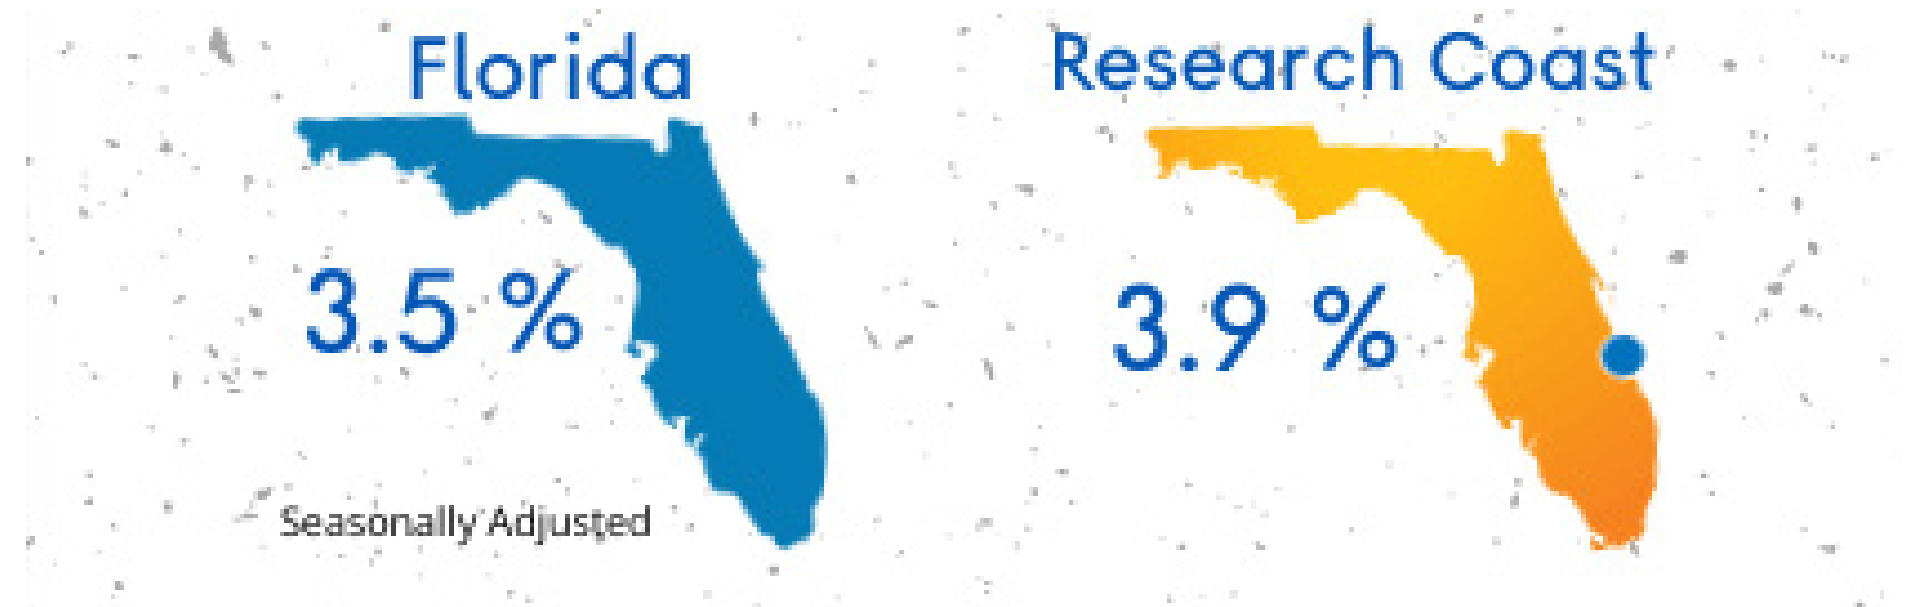 Florida
3.5 %
Seasonally Adjusted
Research Coast
3.9 %